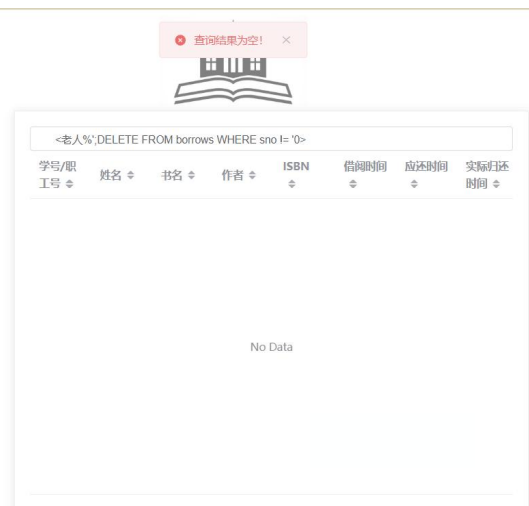 查询结果为空!
<老人%';DELETE FROM borrows WHERE sno != '0>
学号/职工号 姓名 书名 作者 ISBN 借阅时间 应还时间 实际归还时间
No Data